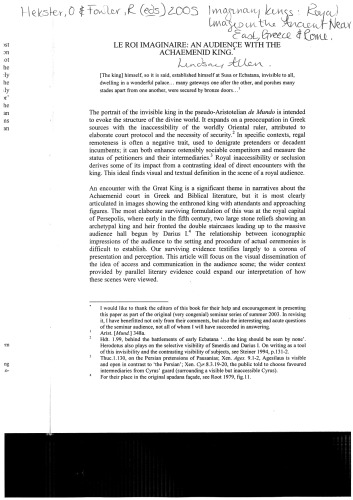 Hekster, O & Fowler, R (eds) 2005 Imaginary Kings: Royal
Images in the Ancient Near
East, Greece & Rome.
LE ROI IMAGINAIRE: AN AUDIENCE WITH THE
ACHAEMENID KING.*
Lindsay Allen
[The king] himself, so it is said, established himself at Susa or Ecbatana, invisible to all,
dwelling in a wonderful palace… many gateways one after the other, and porches many
stades apart from one another, were secured by bronze doors…1
The portrait of the invisible king in the pseudo-Aristotelian de Mundo is intended
to evoke the structure of the divine world. It expands on a preoccupation in Greek
sources with the inaccessibility of the worldly Oriental ruler, attributed to
elaborate court protocol and the necessity of security.2 In specific contexts, regal
remoteness is often a negative trait, used to denigrate pretenders or decadent
incumbents; it can both enhance ostensibly sociable competitors and measure the
status of petitioners and their intermediaries.3 Royal inaccessibility or seclusion
derives some of its impact from a contrasting ideal of direct encounters with the
king. This ideal finds visual and textual definition in the scene of a royal audience.
An encounter with the Great King is a significant theme in narratives about the
Achaemenid court in Greek and Biblical literature, but it is most clearly
articulated in images showing the enthroned king with attendants and approaching
figures. The most elaborate surviving formulation of this was at the royal capital
of Persepolis, where early in the fifth century, two large stone reliefs showing an
archetypal king and heir fronted the double staircases leading up to the massive
audience hall begun by Darius I.4 The relationship between iconographic
impressions of the audience to the setting and procedure of actual ceremonies is
difficult to establish. Our surviving evidence testifies largely to a corona of
presentation and perception. This article will focus on the visual dissemination of
the idea of access and communication in the audience scene; the wider context
provided by parallel literary evidence could expand our interpretation of how
these scenes were viewed.
* I would like to thank the editors of this book for their help and encouragement in presenting
this paper as part of the original (very congenial) seminar series of summer 2003. In revising
it, I have benefitted not only from their comments, but also the interesting and acute questions
of the seminar audience, not all of whom I will have succeeded in answering.
1 Arist. [Mund.] 348a.
2 Hdt. 1.99, behind the battlements of early Ecbatana '…the king should be seen by none'.
Herodotus also plays on the selective visibility of Smerdis and Darius I. On writing as a tool
of this invisibility and the contrasting visibility of subjects, see Steiner 1994, p.131-2.
3 Thuc.1.130, on the Persian pretensions of Pausanias; Xen. Ages. 9.1-2, Agesilaus is visible
and open in contrast to 'the Persian'; Xen. Cyr 8.3.19-20, the public told to choose favoured
intermediaries from Cyrus' guard (surrounding a visible but inaccessible Cyrus).
4 For their place in the original apadana façade, see Root 1979, fig.11.